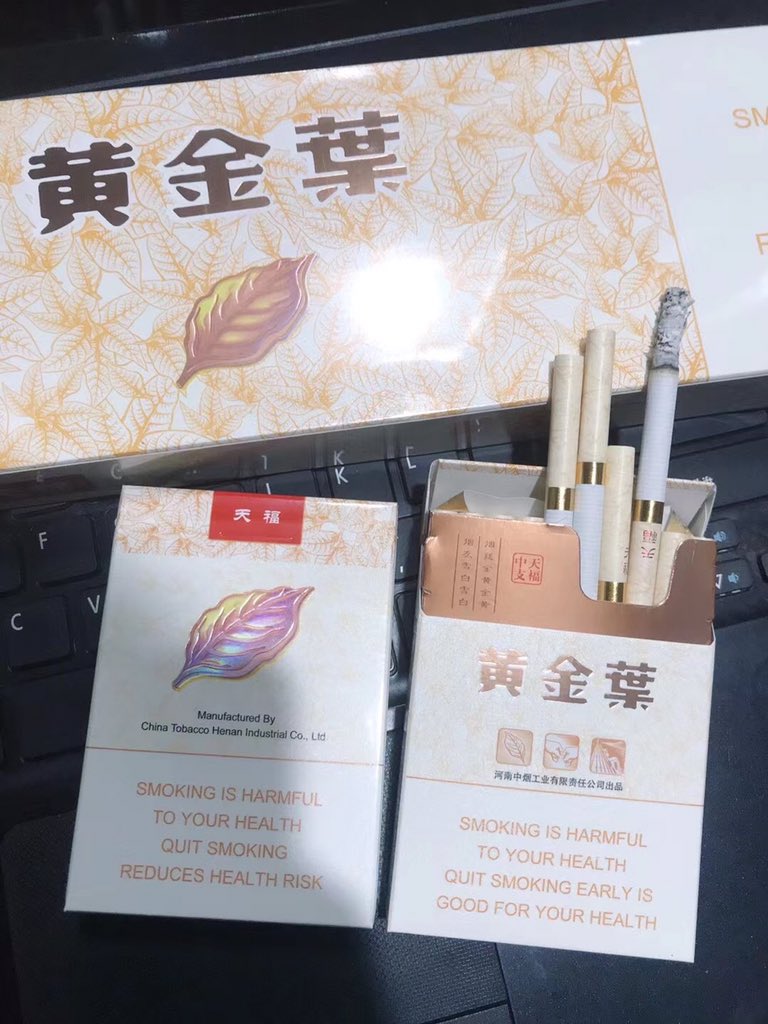 黄金葉
SM
天福
Manufactured By
China Tobacco Henan Industrial Co., Ltd
SMOKING IS HARMFUL
TO YOUR HEALTH
QUIT SMOKING
REDUCES HEALTH RISK
天福
中支
黄金葉
河南中烟工业有限责任公司出品
SMOKING IS HARMFUL
TO YOUR HEALTH
QUIT SMOKING EARLY IS
GOOD FOR YOUR HEALTH
F
K
[
C
V